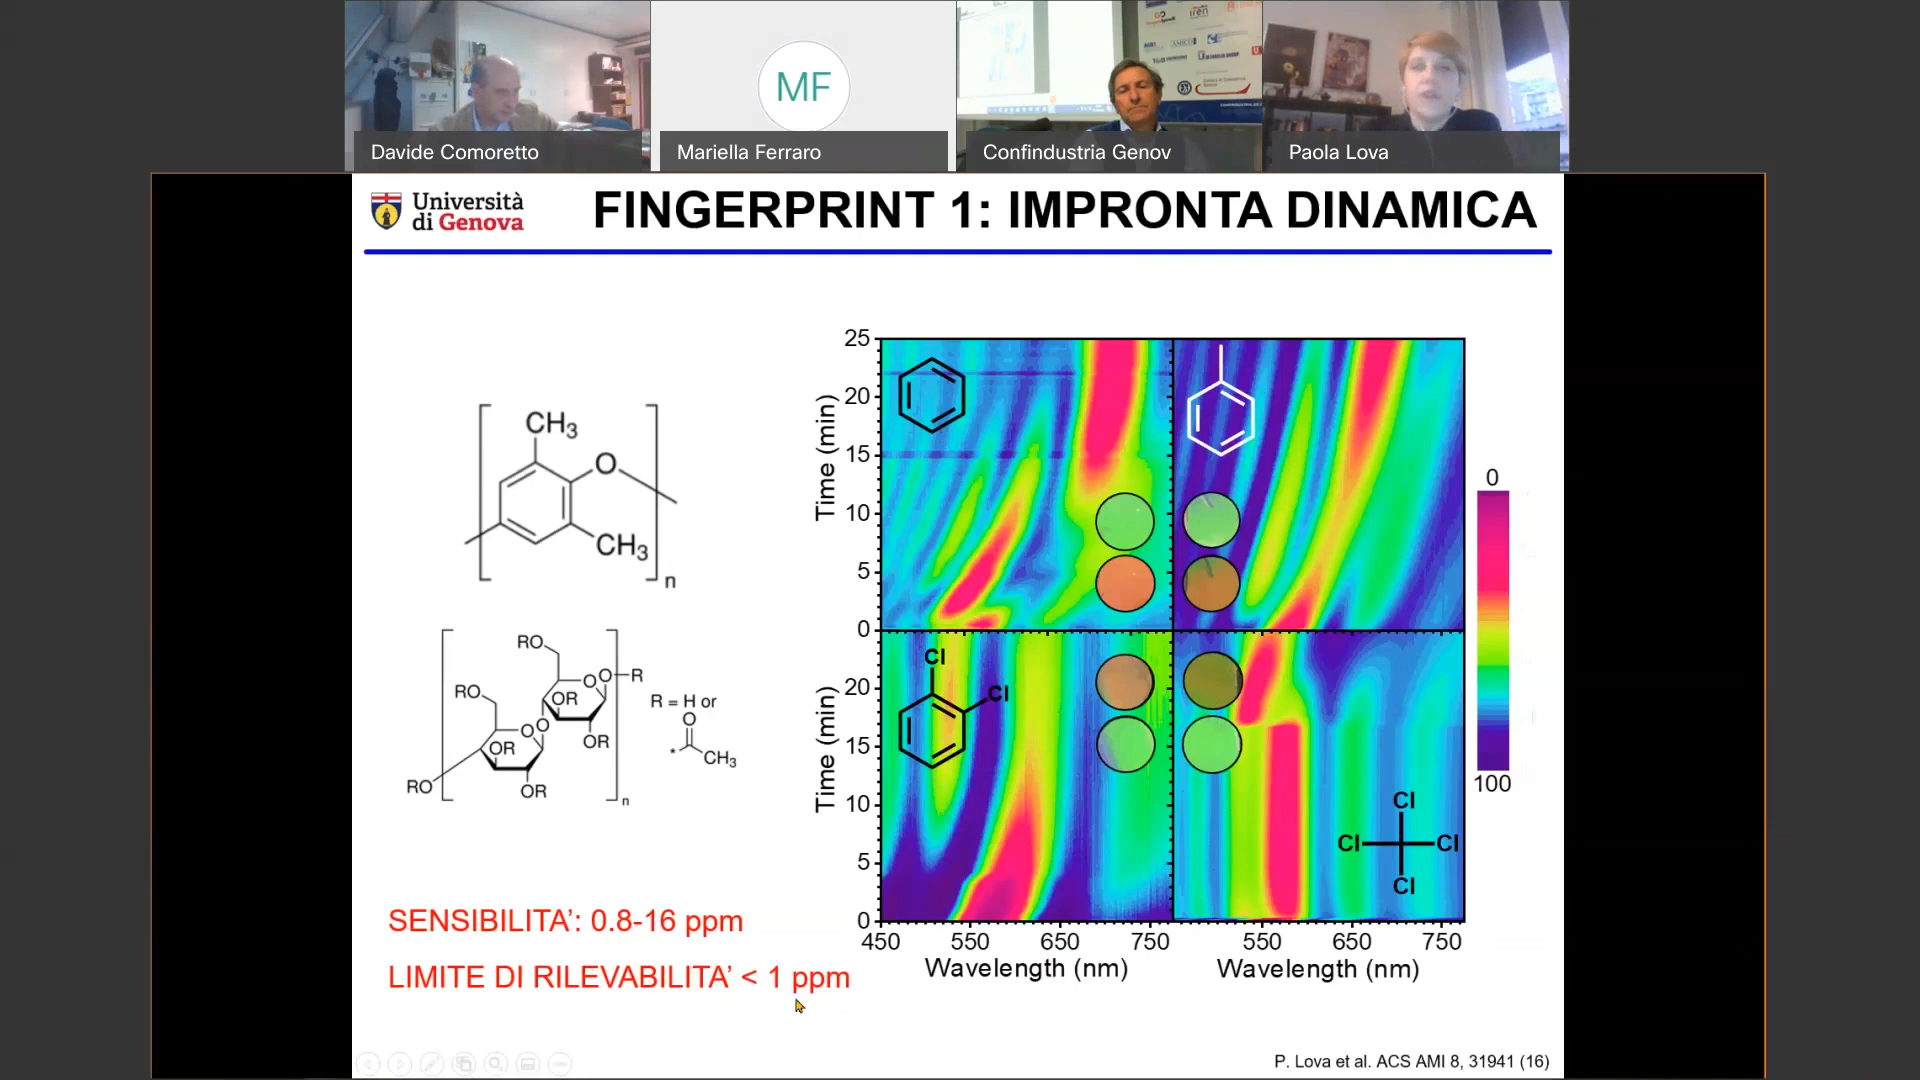 MF
iren
Davide Comoretto
Mariella Ferraro
Confindustria Genov
Paola Lova
Università
di Genova
FINGERPRINT 1: IMPRONTA DINAMICA
CH3
O
CH3
n
RO
RO
OR
O
O
R
OR
O
OR
OR
RO
OR
n
R = H or
O
*
CH3
Time (min)
25
20
15
10
5
0
Time (min)
20
15
10
5
0
Cl
Cl
Cl
Cl
Cl
Cl
450
550
650
750
550
650
750
Wavelength (nm)
Wavelength (nm)
0
100
SENSIBILITA’: 0.8-16 ppm
LIMITE DI RILEVABILITA’ < 1 ppm
P. Lova et al. ACS AMI 8, 31941 (16)